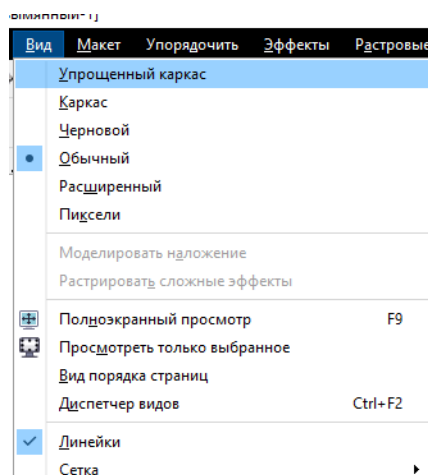 Вид Макет Упорядочить Эффекты Растровые
Упрощенный каркас
Каркас
Черновой
Обычный
Расширенный
Пиксели
Моделировать наложение
Растрировать сложные эффекты
Полноэкранный просмотр F9
Просмотреть только выбранное
Вид порядка страниц
Диспетчер видов Ctrl+F2
Линейки
Сетка